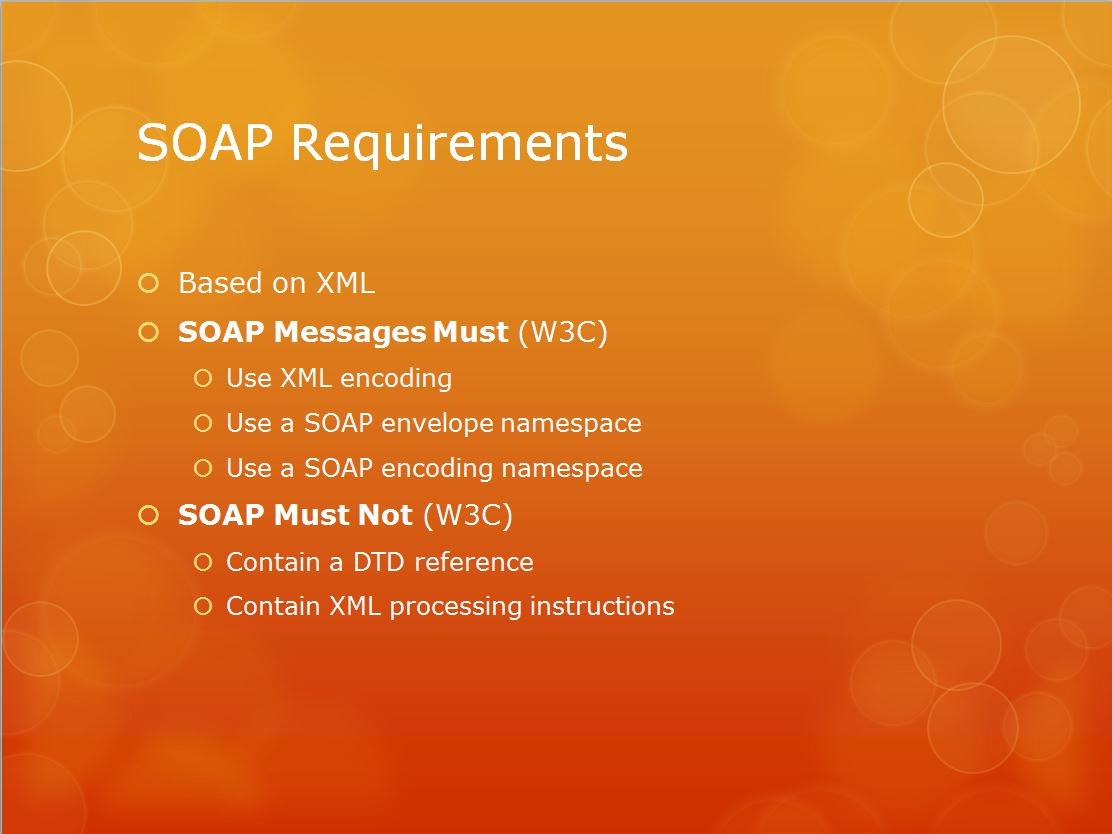 SOAP Requirements
Based on XML
SOAP Messages Must (W3C)
Use XML encoding
Use a SOAP envelope namespace
Use a SOAP encoding namespace
SOAP Must Not (W3C)
Contain a DTD reference
Contain XML processing instructions